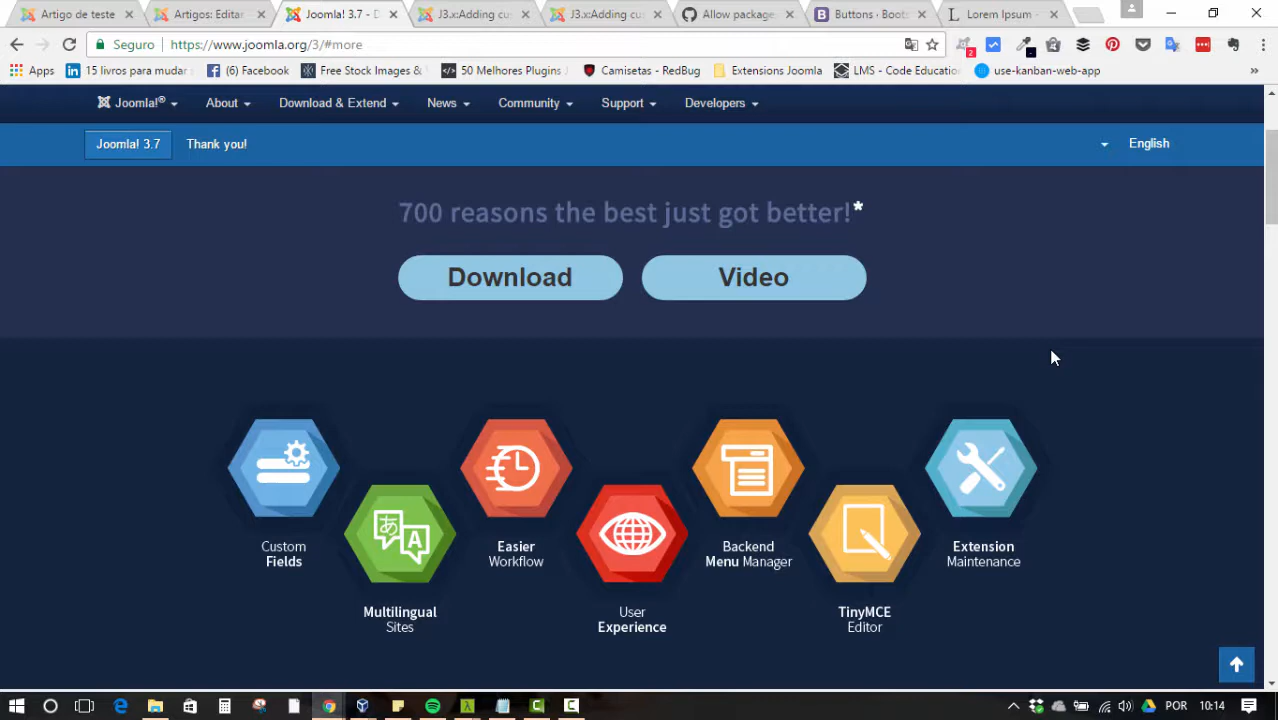 Artigo de teste
Artigos: Editar
Joomla! 3.7 - D
J3.x:Adding cus
J3.x:Adding cus
Allow package
Buttons · Boots
Lorem Ipsum -
Seguro
https://www.joomla.org/3/#more
2
Apps
15 livros para mudar
(6) Facebook
Free Stock Images &
50 Melhores Plugins
Camisetas - RedBug
Extensions Joomla
LMS - Code Educatio
use-kanban-web-app
»
Joomla!®
About
Download & Extend
News
Community
Support
Developers
Joomla! 3.7
Thank you!
English
700 reasons the best just got better!*
Download
Video
あ
A
Custom
Fields
Easier
Workflow
Backend
Menu Manager
Extension
Maintenance
Multilingual
Sites
User
Experience
TinyMCE
Editor
POR
10:14